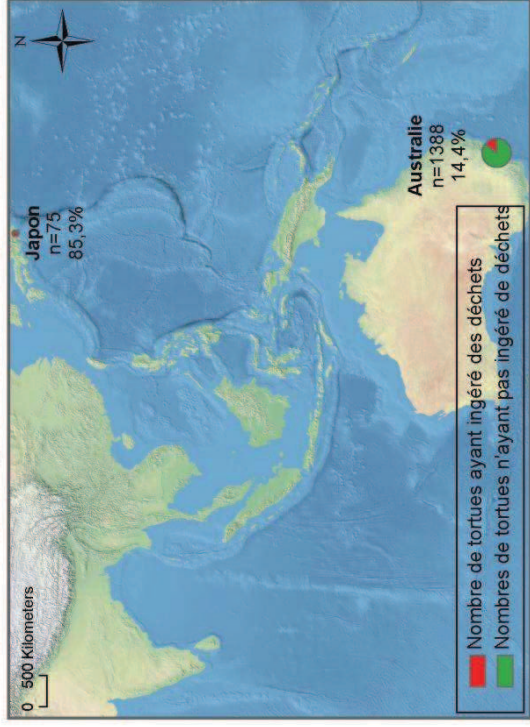 N
Japon
n=75
85,3%
Australie
n=1388
14,4%
0 500 Kilometers
Nombre de tortues ayant ingéré des déchets
Nombres de tortues n'ayant pas ingéré de déchets